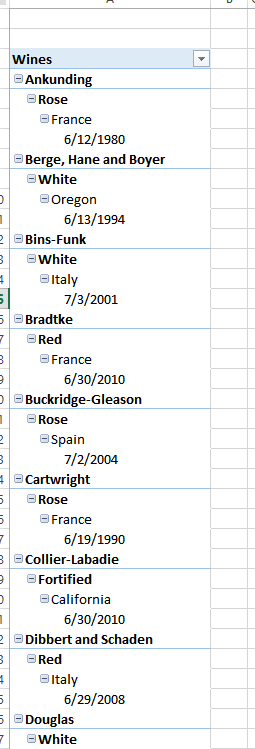 Wines
Ankunding
Rose
France
6/12/1980
Berge, Hane and Boyer
White
Oregon
6/13/1994
Bins-Funk
White
Italy
7/3/2001
Bradtke
Red
France
6/30/2010
Buckridge-Gleason
Rose
Spain
7/2/2004
Cartwright
Rose
France
6/19/1990
Collier-Labadie
Fortified
California
6/30/2010
Dibbert and Schaden
Red
Italy
6/29/2008
Douglas
White